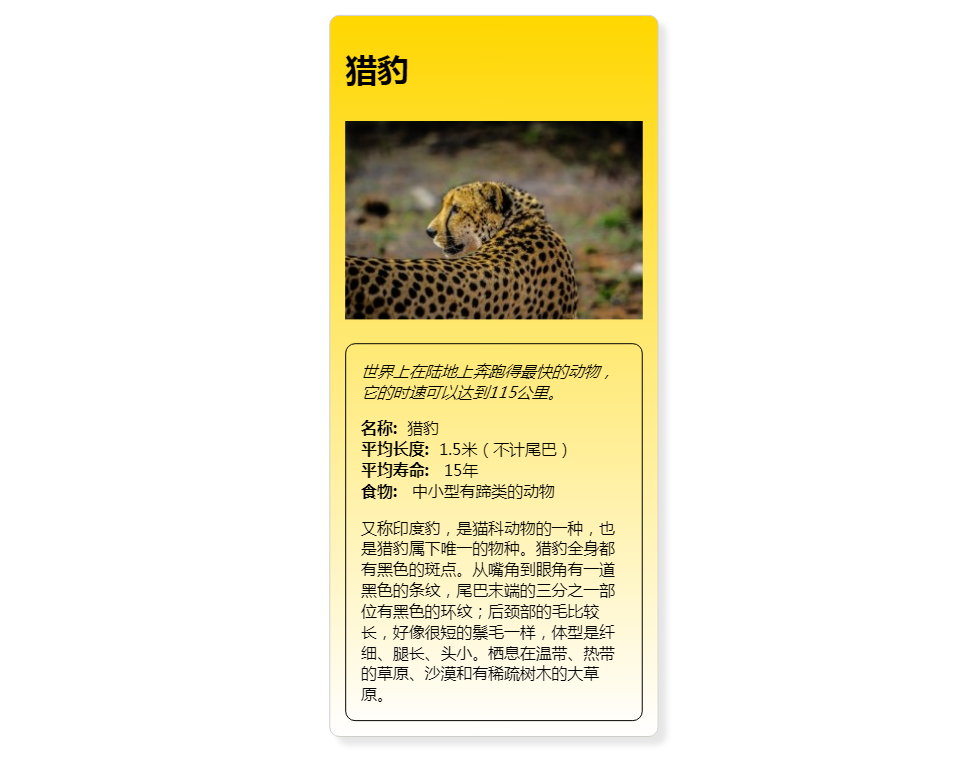 猎豹
世界上在陆地上奔跑得最快的动物，
它的时速可以达到115公里。
名称: 猎豹
平均长度: 1.5米（不计尾巴）
平均寿命: 15年
食物: 中小型有蹄类的动物
又称印度豹，是猫科动物的一种，也
是猎豹属下唯一的物种。猎豹全身都
有黑色的斑点。从嘴角到眼角有一道
黑色的条纹，尾巴末端的三分之一部
位有黑色的环纹；后颈部的毛比较
长，好像很短的鬃毛一样，体型是纤
细、腿长、头小。栖息在温带、热带
的草原、沙漠和有稀疏树木的大草
原。